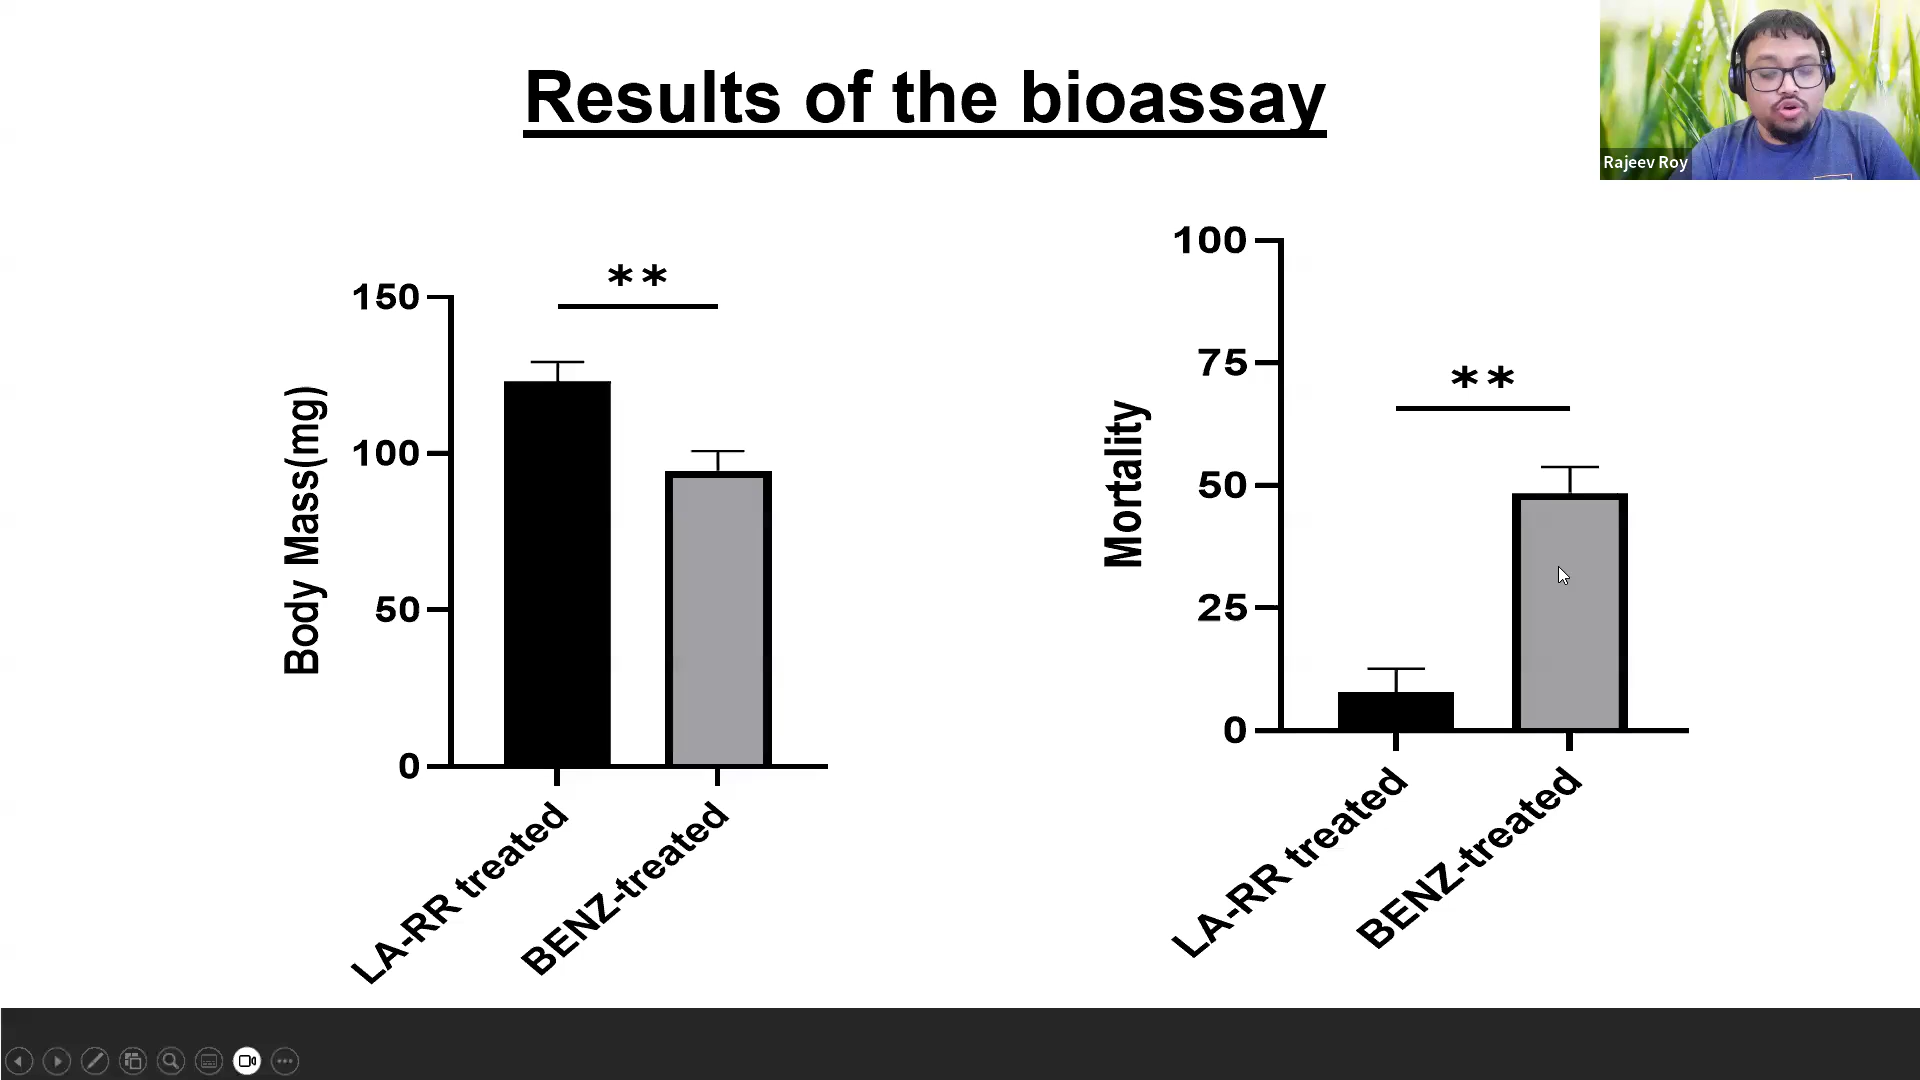 Results of the bioassay
Rajeev Roy
**
150
100
50
0
Body Mass(mg)
LA-RR treated
BENZ-treated
**
100
75
50
25
0
Mortality
LA-RR treated
BENZ-treated